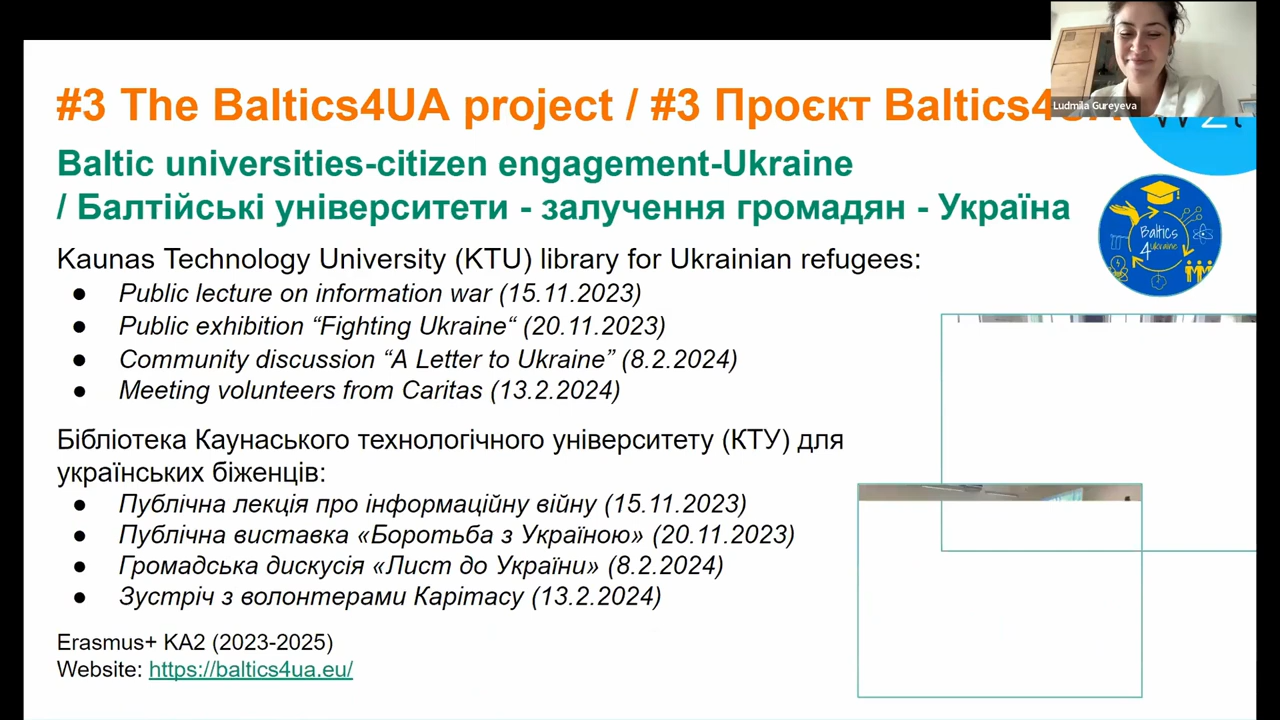 #3 The Baltics4UA project / #3 Проєкт Baltics4UA
Ludmila Gureyeva
Baltic universities-citizen engagement-Ukraine
/ Балтійські університети - залучення громадян - Україна
Baltics
4
ukraine
Kaunas Technology University (KTU) library for Ukrainian refugees:
● Public lecture on information war (15.11.2023)
● Public exhibition “Fighting Ukraine“ (20.11.2023)
● Community discussion “A Letter to Ukraine” (8.2.2024)
● Meeting volunteers from Caritas (13.2.2024)
Бібліотека Каунаського технологічного університету (КТУ) для
українських біженців:
● Публічна лекція про інформаційну війну (15.11.2023)
● Публічна виставка «Боротьба з Україною» (20.11.2023)
● Громадська дискусія «Лист до України» (8.2.2024)
● Зустріч з волонтерами Карітасу (13.2.2024)
Erasmus+ KA2 (2023-2025)
Website: https://baltics4ua.eu/